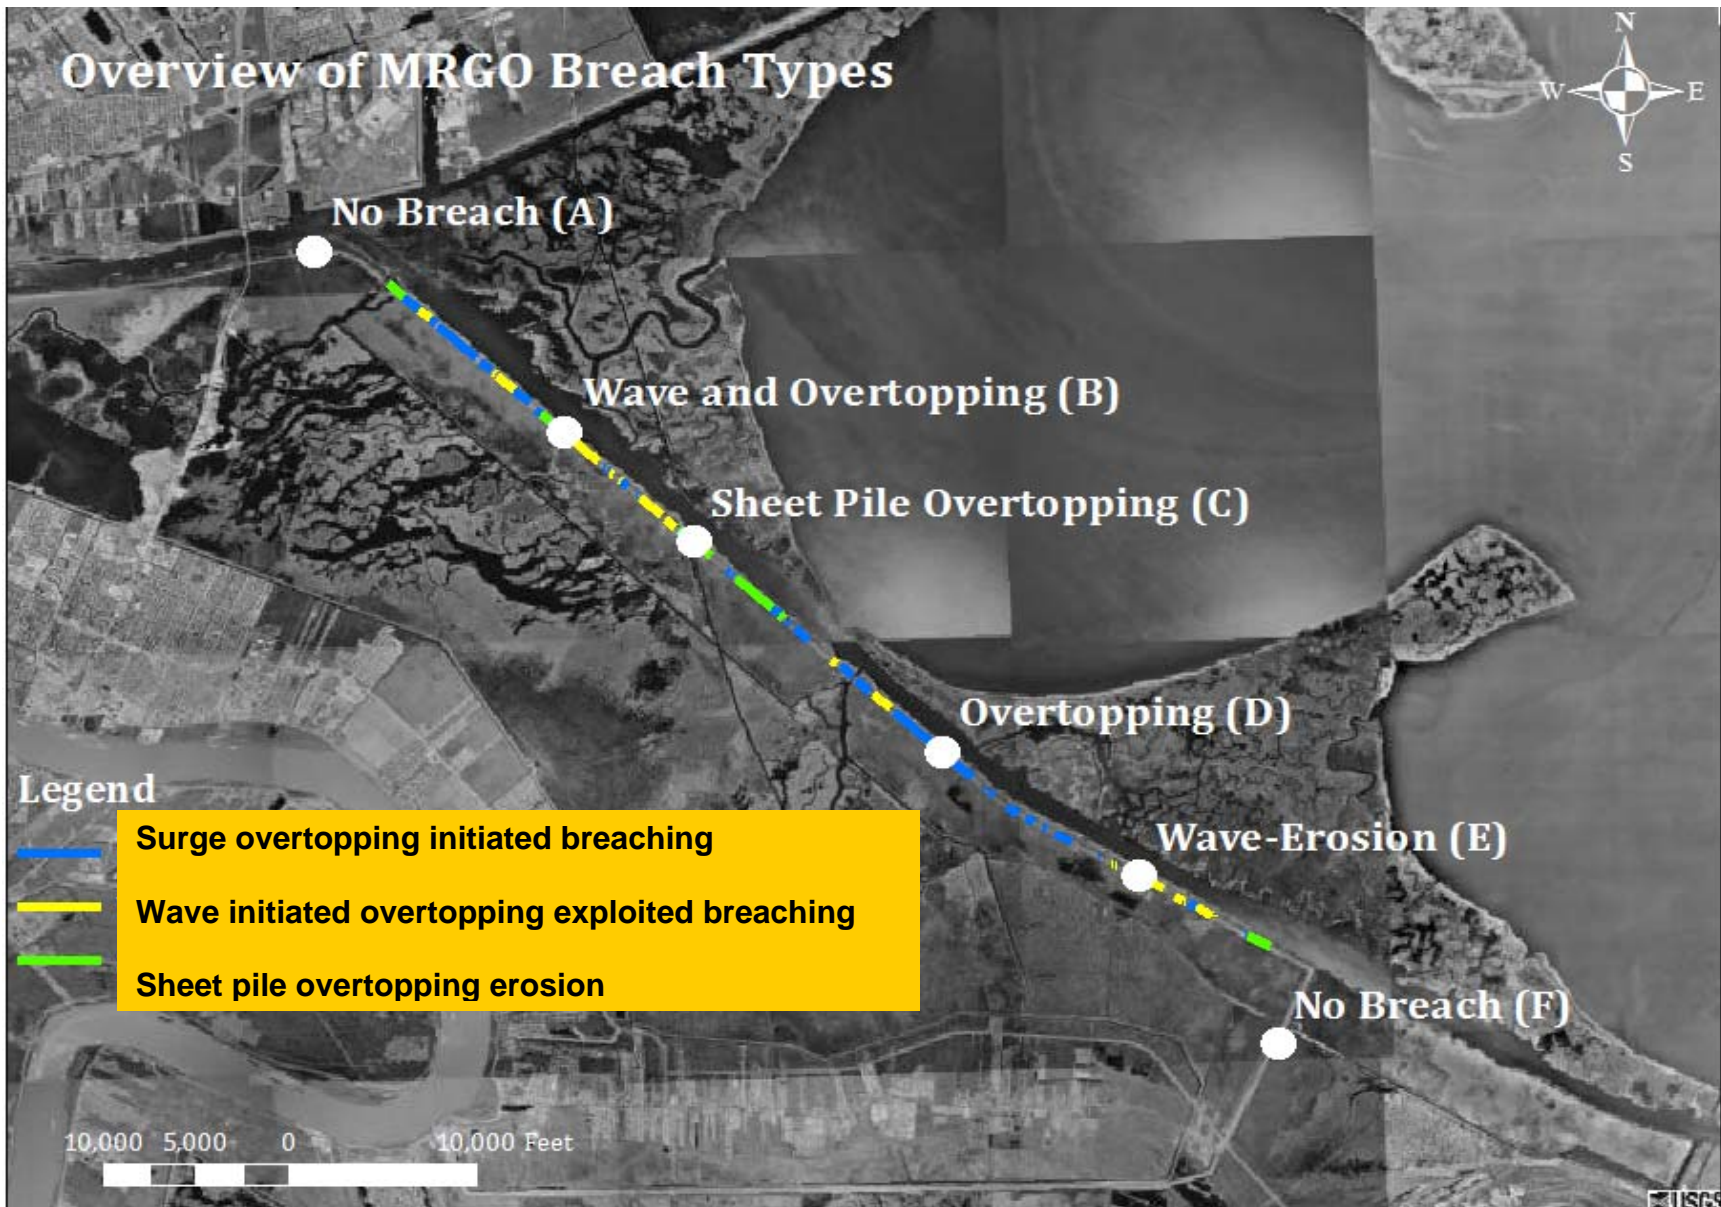 Overview of MRGO Breach Types
N
W E
S
No Breach (A)
Wave and Overtopping (B)
Sheet Pile Overtopping (C)
Overtopping (D)
Wave-Erosion (E)
No Breach (F)
Legend
Surge overtopping initiated breaching
Wave initiated overtopping exploited breaching
Sheet pile overtopping erosion
10,000 5,000 0 10,000 Feet
USGS